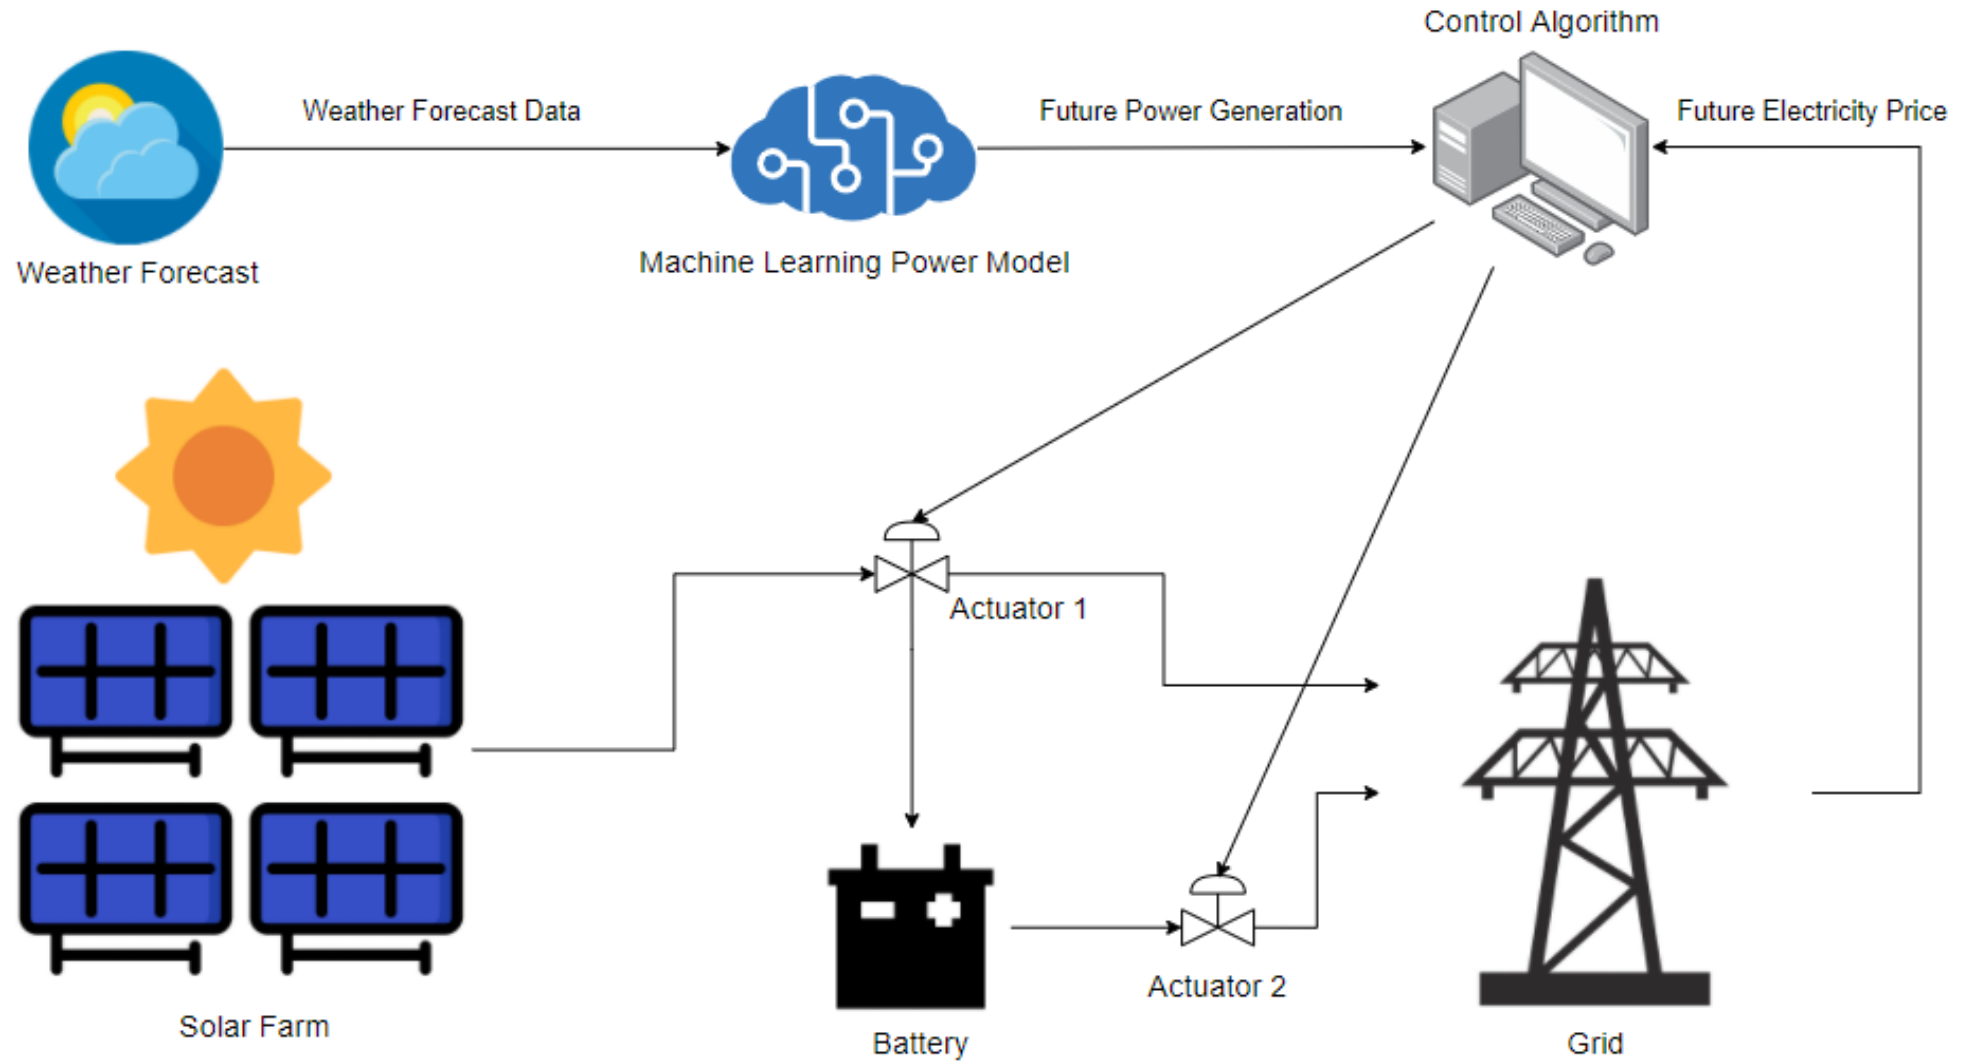 Control Algorithm
Weather Forecast Data
Future Power Generation
Future Electricity Price
Weather Forecast
Machine Learning Power Model
Actuator 1
Actuator 2
Solar Farm
Battery
Grid